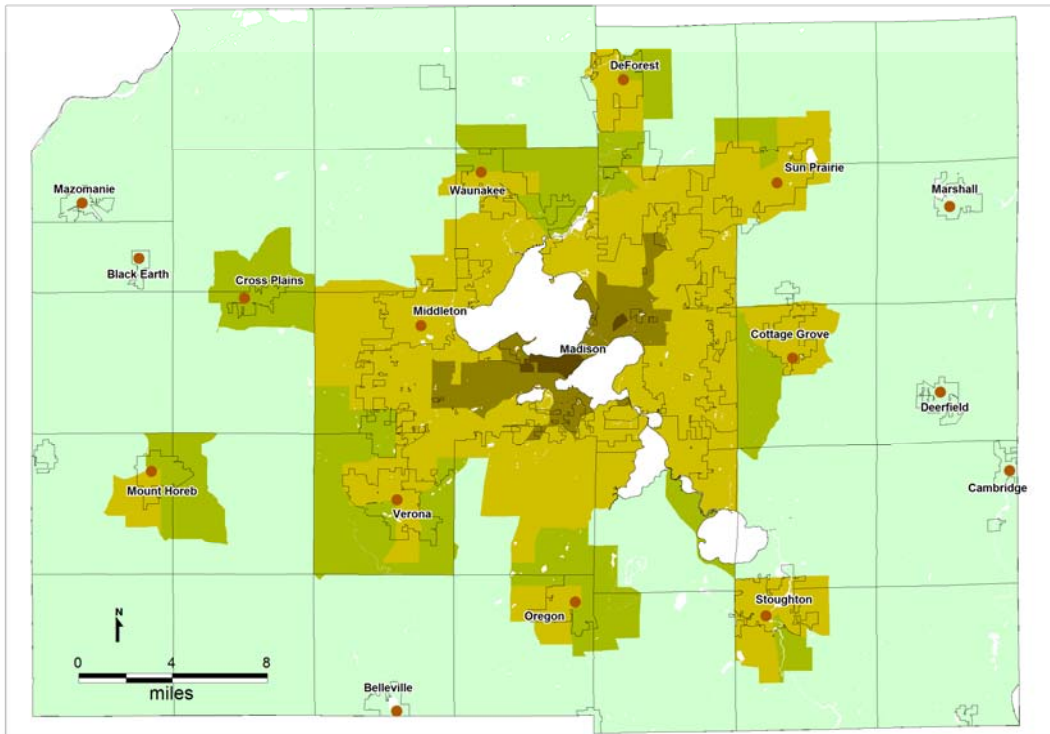 DeForest
Sun Prairie
Waunakee
Mazomanie
Marshall
Black Earth
Cross Plains
Middleton
Cottage Grove
Madison
Deerfield
Mount Horeb
Cambridge
Verona
Stoughton
Oregon
N
0 4 8
miles
Belleville